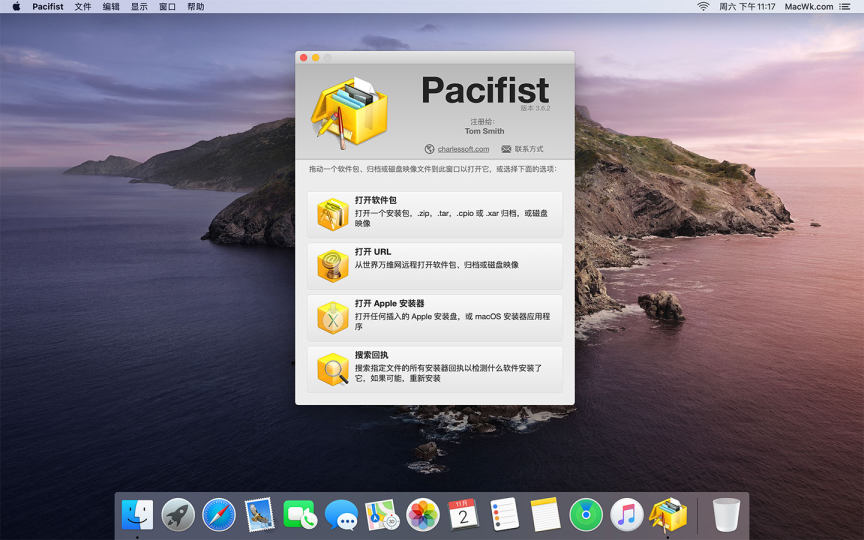 Pacifist 文件 编辑 显示 窗口 帮助
周六 下午11:17 MacWk.com
Pacifist
版本 3.6.2
注册给:
Tom Smith
charlessoft.com 联系方式
拖动一个软件包、归档或磁盘映像文件到此窗口以打开它，或选择下面的选项:
打开软件包
打开一个安装包，.zip，.tar，.cpio 或 .xar 归档，或磁盘
映像
打开 URL
从世界万维网远程打开软件包、归档或磁盘映像
打开 Apple 安装器
打开任何插入的 Apple 安装盘，或 macOS 安装器应用程
序
搜索回执
搜索指定文件的所有安装器回执以检测什么软件安装了
它，如果可能，重新安装
11月
2